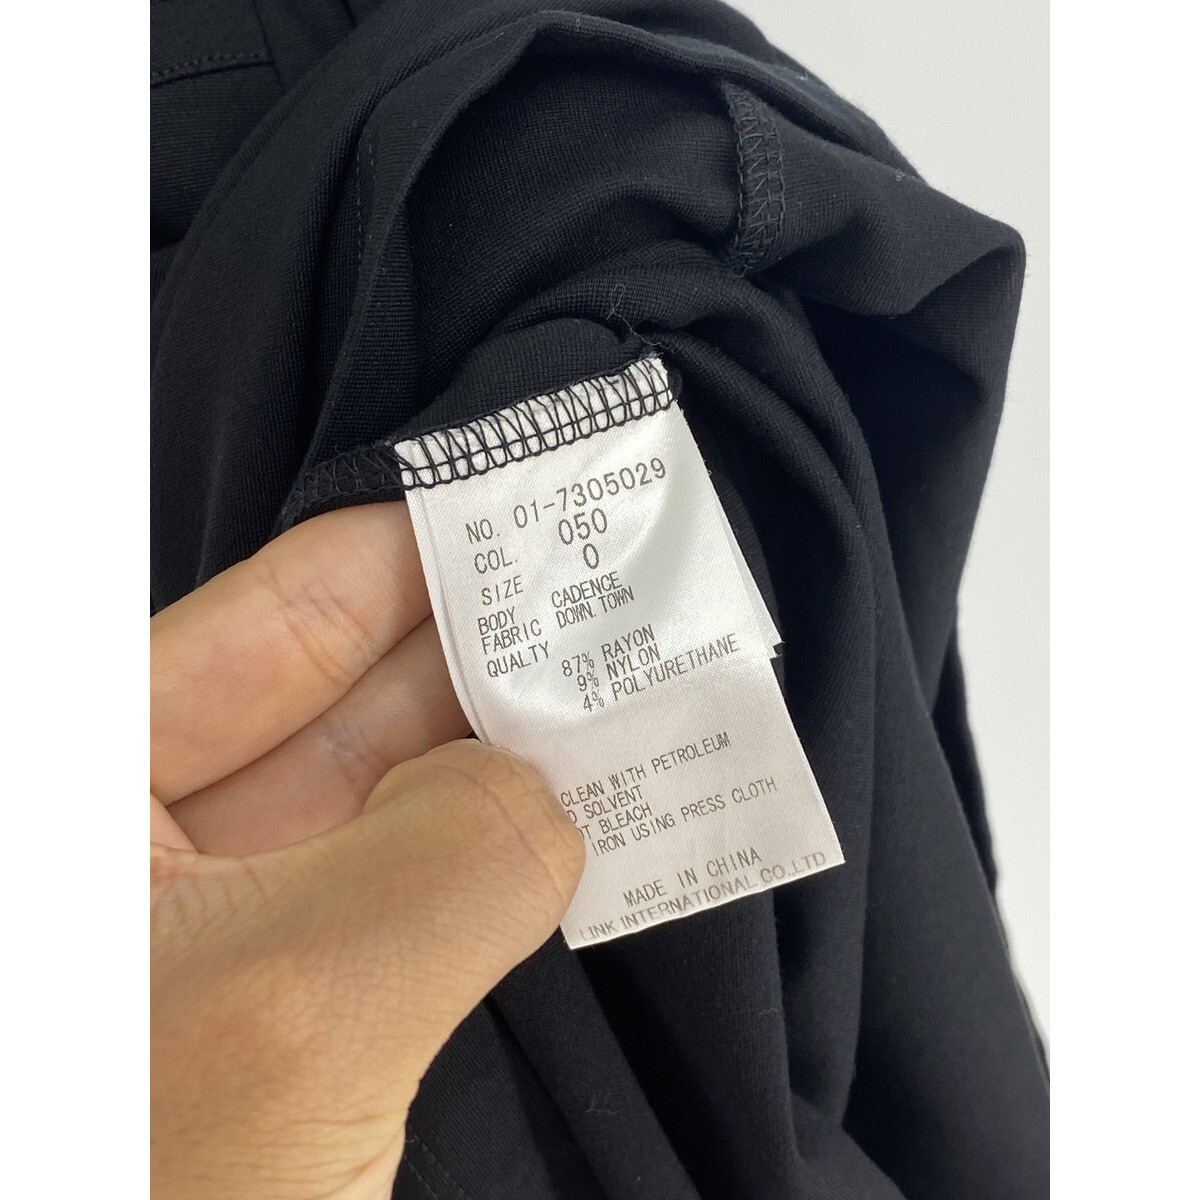 NO. 01-7305029
COL. 050
SIZE 0
BODY CADENCE
FABRIC DOWN TOWN
QUALTY
87% RAYON
9% NYLON
4% POLYURETHANE
CLEAN WITH PETROLEUM
SOLVENT
BLEACH
IRON USING PRESS CLOTH
MADE IN CHINA
LINK INTERNATIONAL CO.,LTD